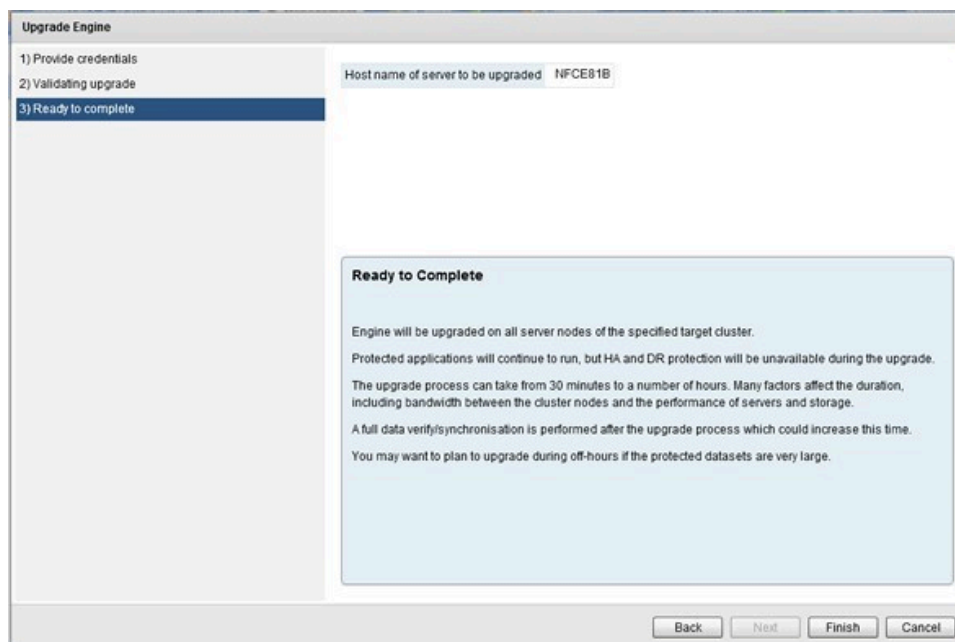 Upgrade Engine
1) Provide credentials
2) Validating upgrade
3) Ready to complete
Host name of server to be upgraded NFCE81B
Ready to Complete
Engine will be upgraded on all server nodes of the specified target cluster.
Protected applications will continue to run, but HA and DR protection will be unavailable during the upgrade.
The upgrade process can take from 30 minutes to a number of hours. Many factors affect the duration,
including bandwidth between the cluster nodes and the performance of servers and storage.
A full data verify/synchronisation is performed after the upgrade process which could increase this time.
You may want to plan to upgrade during off-hours if the protected datasets are very large.
Back Next Finish Cancel